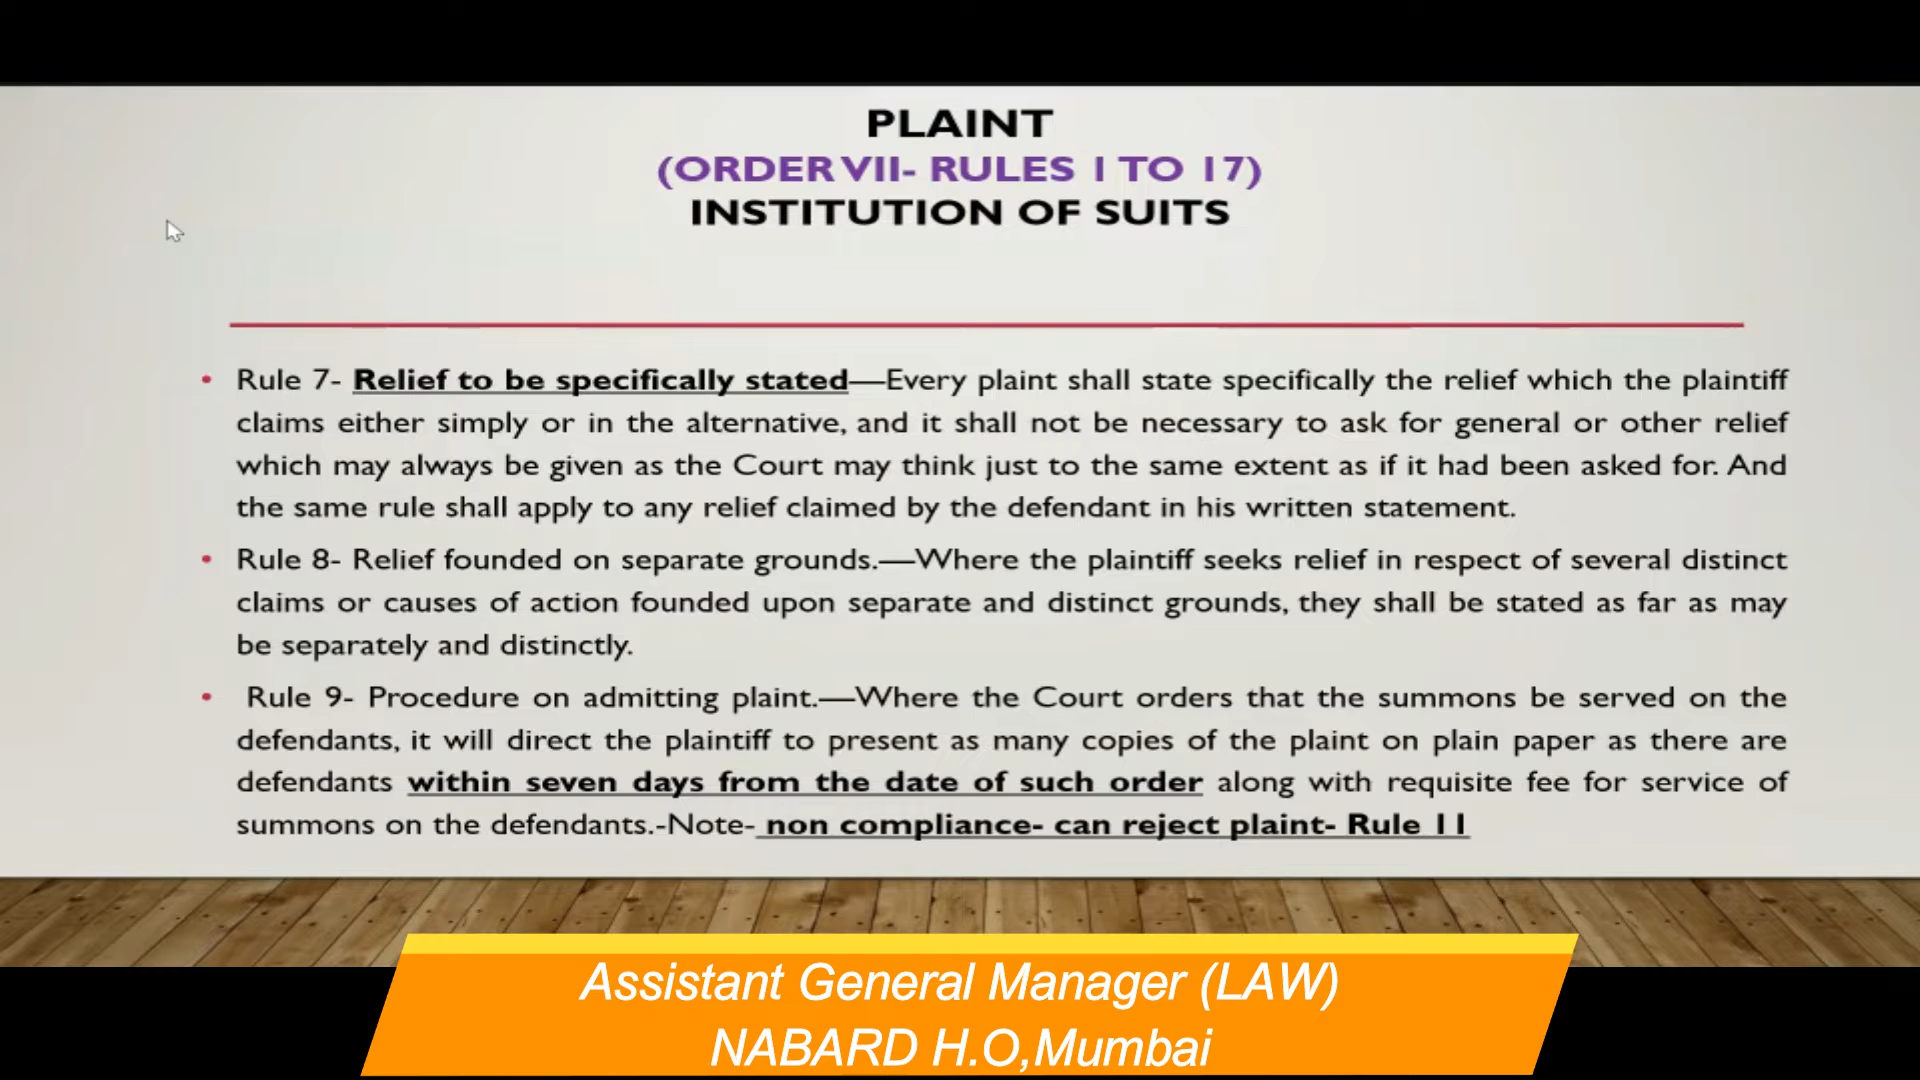 PLAINT
(ORDER VII- RULES 1 TO 17)
INSTITUTION OF SUITS
• Rule 7- Relief to be specifically stated—Every plaint shall state specifically the relief which the plaintiff
claims either simply or in the alternative, and it shall not be necessary to ask for general or other relief
which may always be given as the Court may think just to the same extent as if it had been asked for. And
the same rule shall apply to any relief claimed by the defendant in his written statement.
• Rule 8- Relief founded on separate grounds.—Where the plaintiff seeks relief in respect of several distinct
claims or causes of action founded upon separate and distinct grounds, they shall be stated as far as may
be separately and distinctly.
• Rule 9- Procedure on admitting plaint.—Where the Court orders that the summons be served on the
defendants, it will direct the plaintiff to present as many copies of the plaint on plain paper as there are
defendants within seven days from the date of such order along with requisite fee for service of
summons on the defendants.-Note- non compliance- can reject plaint- Rule 11
Assistant General Manager (LAW)
NABARD H.O,Mumbai